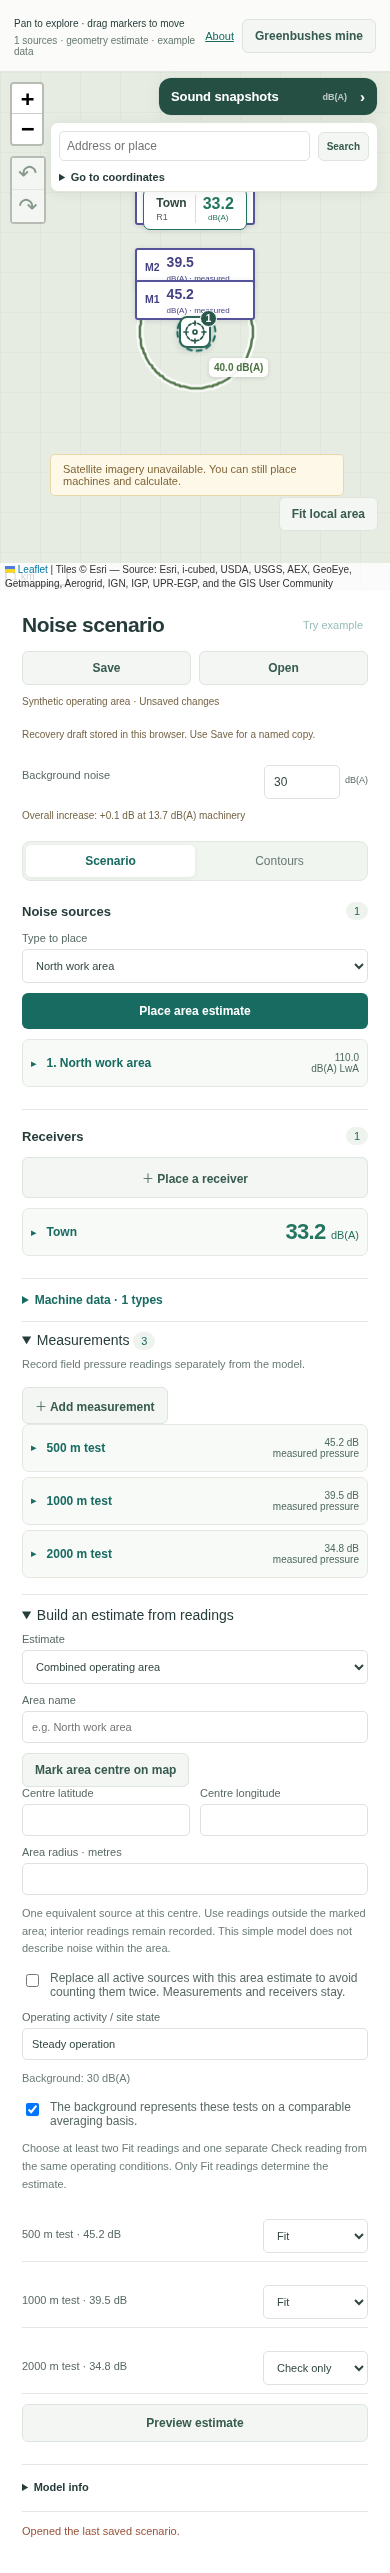 Pan to explore · drag markers to move
1 sources · geometry estimate · example data
About
Greenbushes mine
+
−
Sound snapshots dB(A) ›
Address or place
Search
Go to coordinates
Town
R1
33.2
dB(A)
M2 39.5
dB(A) · measured
M1 45.2
dB(A) · measured
1
40.0 dB(A)
Satellite imagery unavailable. You can still place machines and calculate.
Fit local area
Leaflet | Tiles © Esri — Source: Esri, i-cubed, USDA, USGS, AEX, GeoEye, Getmapping, Aerogrid, IGN, IGP, UPR-EGP, and the GIS User Community
Noise scenario
Try example
Save
Open
Synthetic operating area · Unsaved changes
Recovery draft stored in this browser. Use Save for a named copy.
Background noise
30
dB(A)
Overall increase: +0.1 dB at 13.7 dB(A) machinery
Scenario
Contours
Noise sources
1
Type to place
North work area
Place area estimate
1. North work area
110.0
dB(A) LwA
Receivers
1
+ Place a receiver
Town
33.2 dB(A)
Machine data · 1 types
Measurements 3
Record field pressure readings separately from the model.
+ Add measurement
500 m test
45.2 dB
measured pressure
1000 m test
39.5 dB
measured pressure
2000 m test
34.8 dB
measured pressure
Build an estimate from readings
Estimate
Combined operating area
Area name
e.g. North work area
Mark area centre on map
Centre latitude
Centre longitude
Area radius · metres
One equivalent source at this centre. Use readings outside the marked area; interior readings remain recorded. This simple model does not describe noise within the area.
Replace all active sources with this area estimate to avoid counting them twice. Measurements and receivers stay.
Operating activity / site state
Steady operation
Background: 30 dB(A)
The background represents these tests on a comparable averaging basis.
Choose at least two Fit readings and one separate Check reading from the same operating conditions. Only Fit readings determine the estimate.
500 m test · 45.2 dB
Fit
1000 m test · 39.5 dB
Fit
2000 m test · 34.8 dB
Check only
Preview estimate
Model info
Opened the last saved scenario.